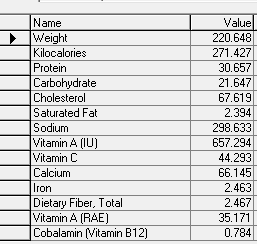 Name Value
Weight 220.648
Kilocalories 271.427
Protein 30.657
Carbohydrate 21.647
Cholesterol 67.619
Saturated Fat 2.394
Sodium 298.633
Vitamin A (IU) 657.294
Vitamin C 44.293
Calcium 66.145
Iron 2.463
Dietary Fiber, Total 2.467
Vitamin A (RAE) 35.171
Cobalamin (Vitamin B12) 0.784